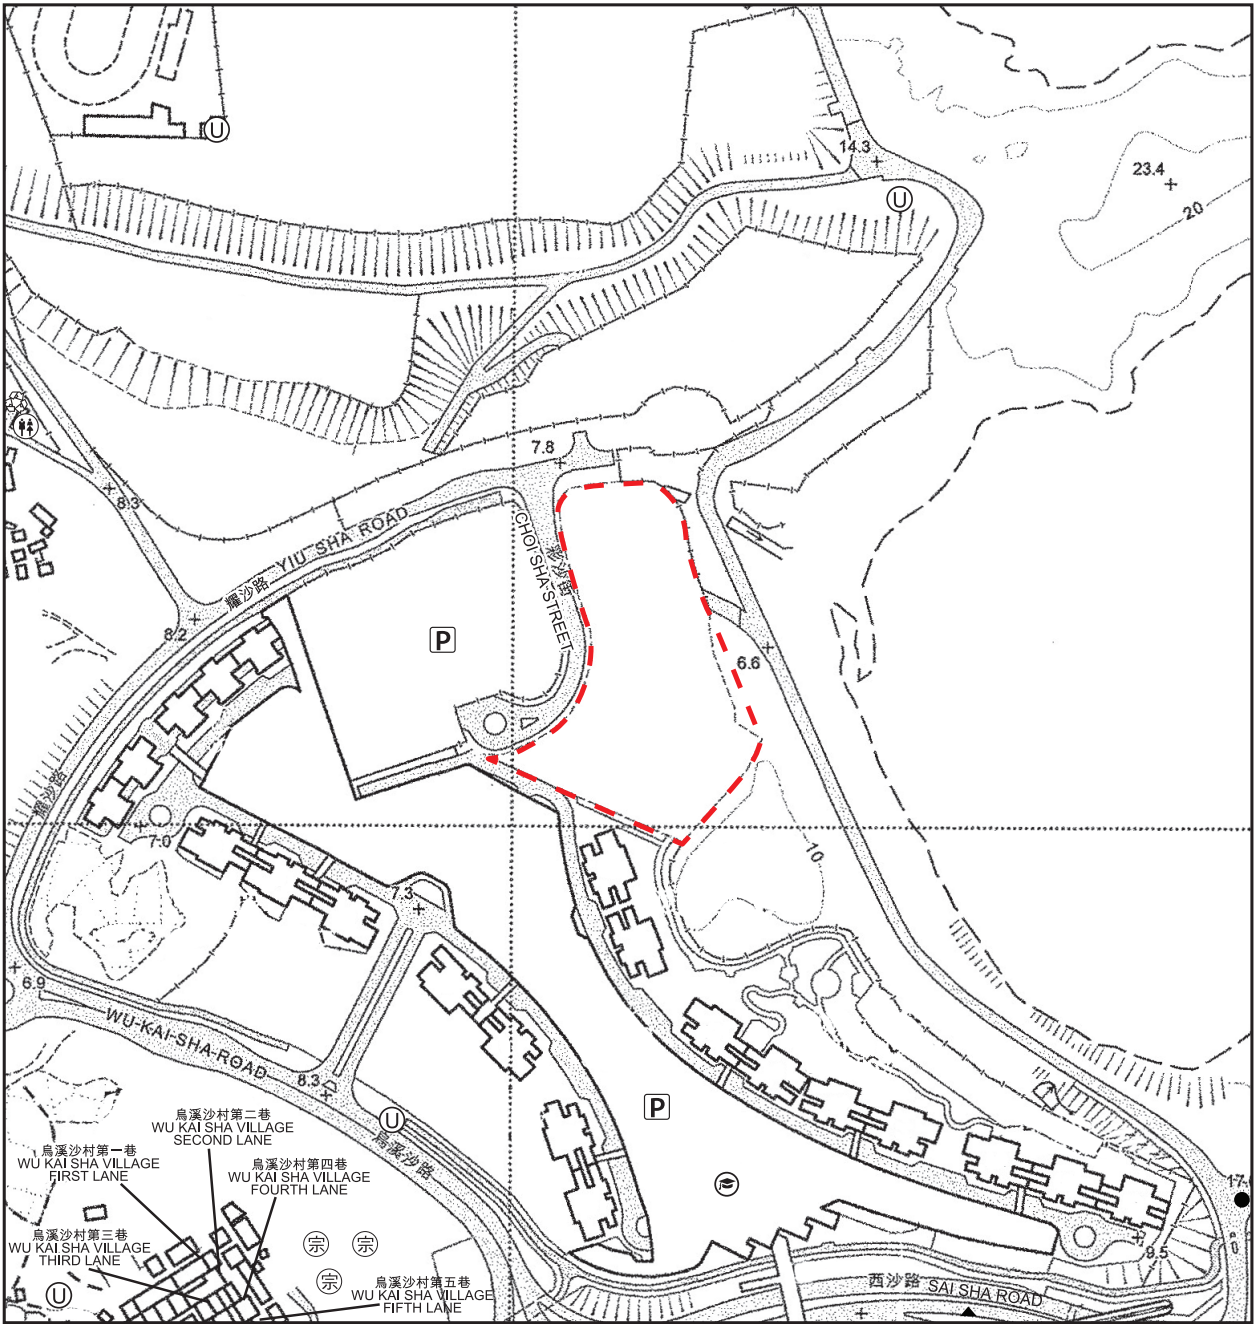 U
14.3
U
23.4
20
7.8
8.3
耀沙路 YIU SHA ROAD
彩沙街
CHOI SHA STREET
8.2
P
6.6
耀沙路
7.0
10
7.3
6.9
WU KAI SHA ROAD
8.3
U
烏溪沙路
P
烏溪沙村第二巷
WU KAI SHA VILLAGE
SECOND LANE
烏溪沙村第一巷
WU KAI SHA VILLAGE
FIRST LANE
烏溪沙村第四巷
WU KAI SHA VILLAGE
FOURTH LANE
烏溪沙村第三巷
WU KAI SHA VILLAGE
THIRD LANE
宗 宗
宗
烏溪沙村第五巷
WU KAI SHA VILLAGE
FIFTH LANE
U
9.5
西沙路 SAI SHA ROAD